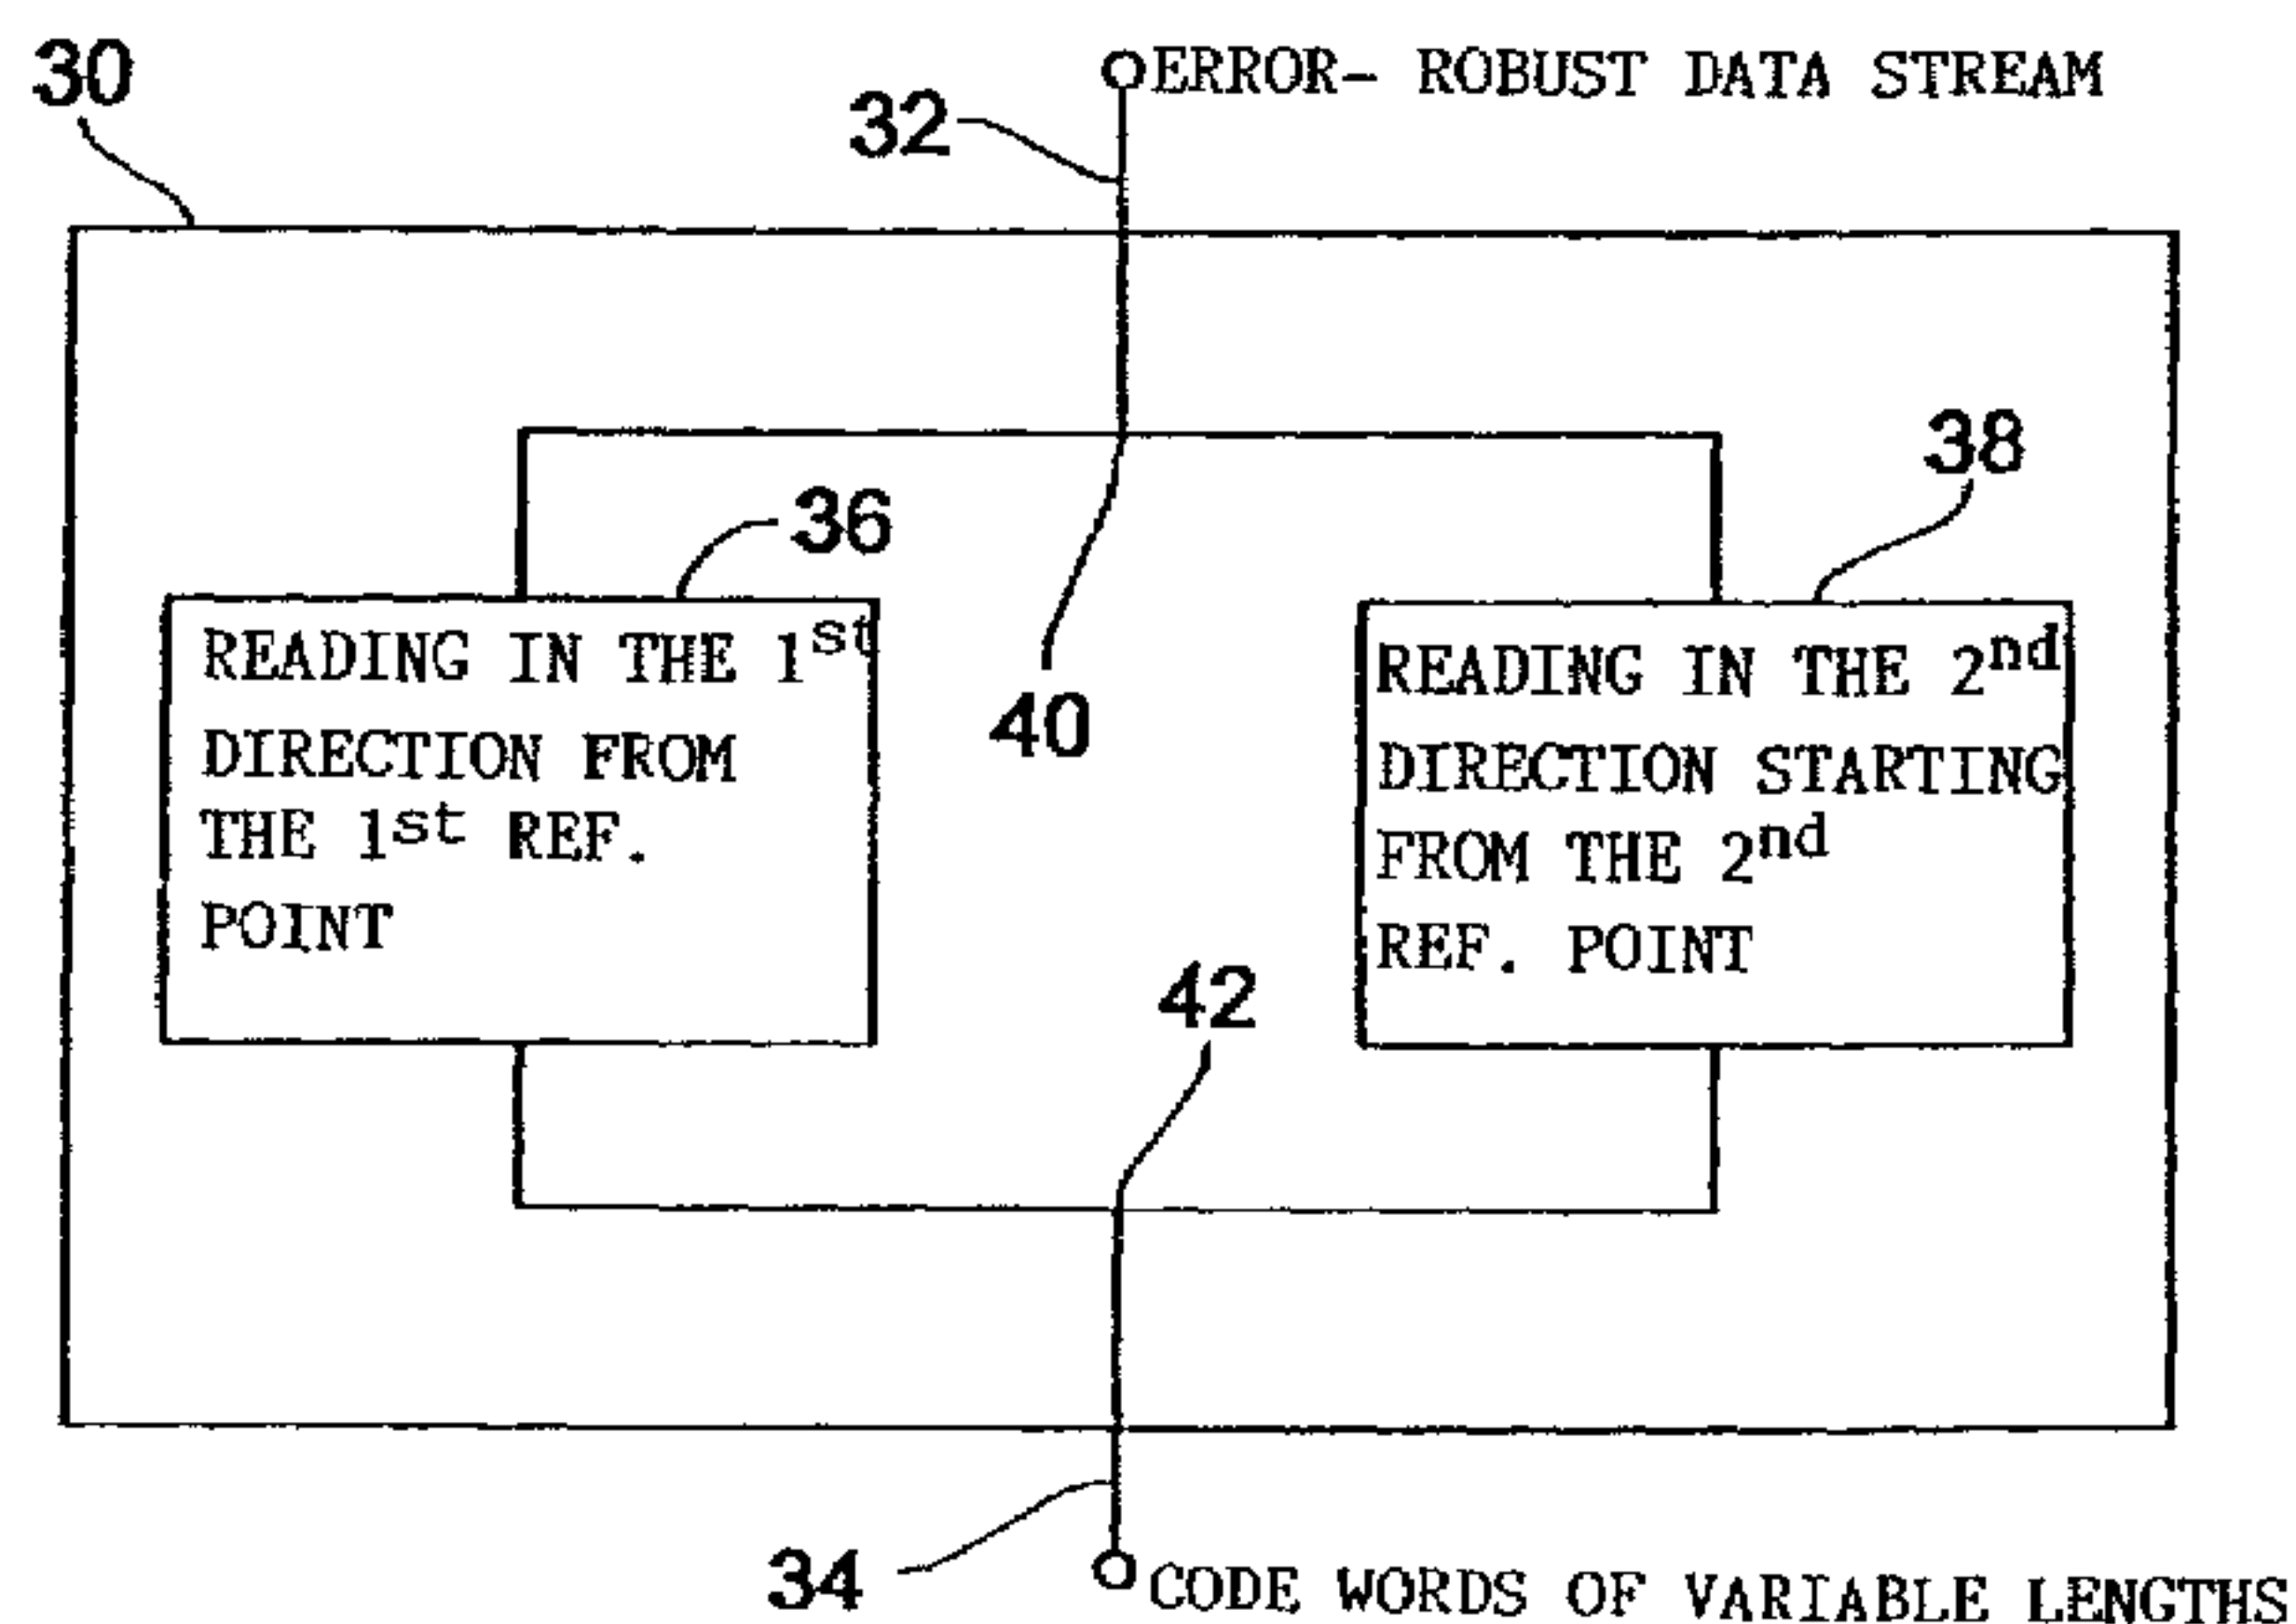 30
ERROR- ROBUST DATA STREAM
32
38
36
READING IN THE 1st
DIRECTION FROM
THE 1st REF.
POINT
READING IN THE 2nd
DIRECTION STARTING
FROM THE 2nd
REF. POINT
40
42
34
CODE WORDS OF VARIABLE LENGTHS